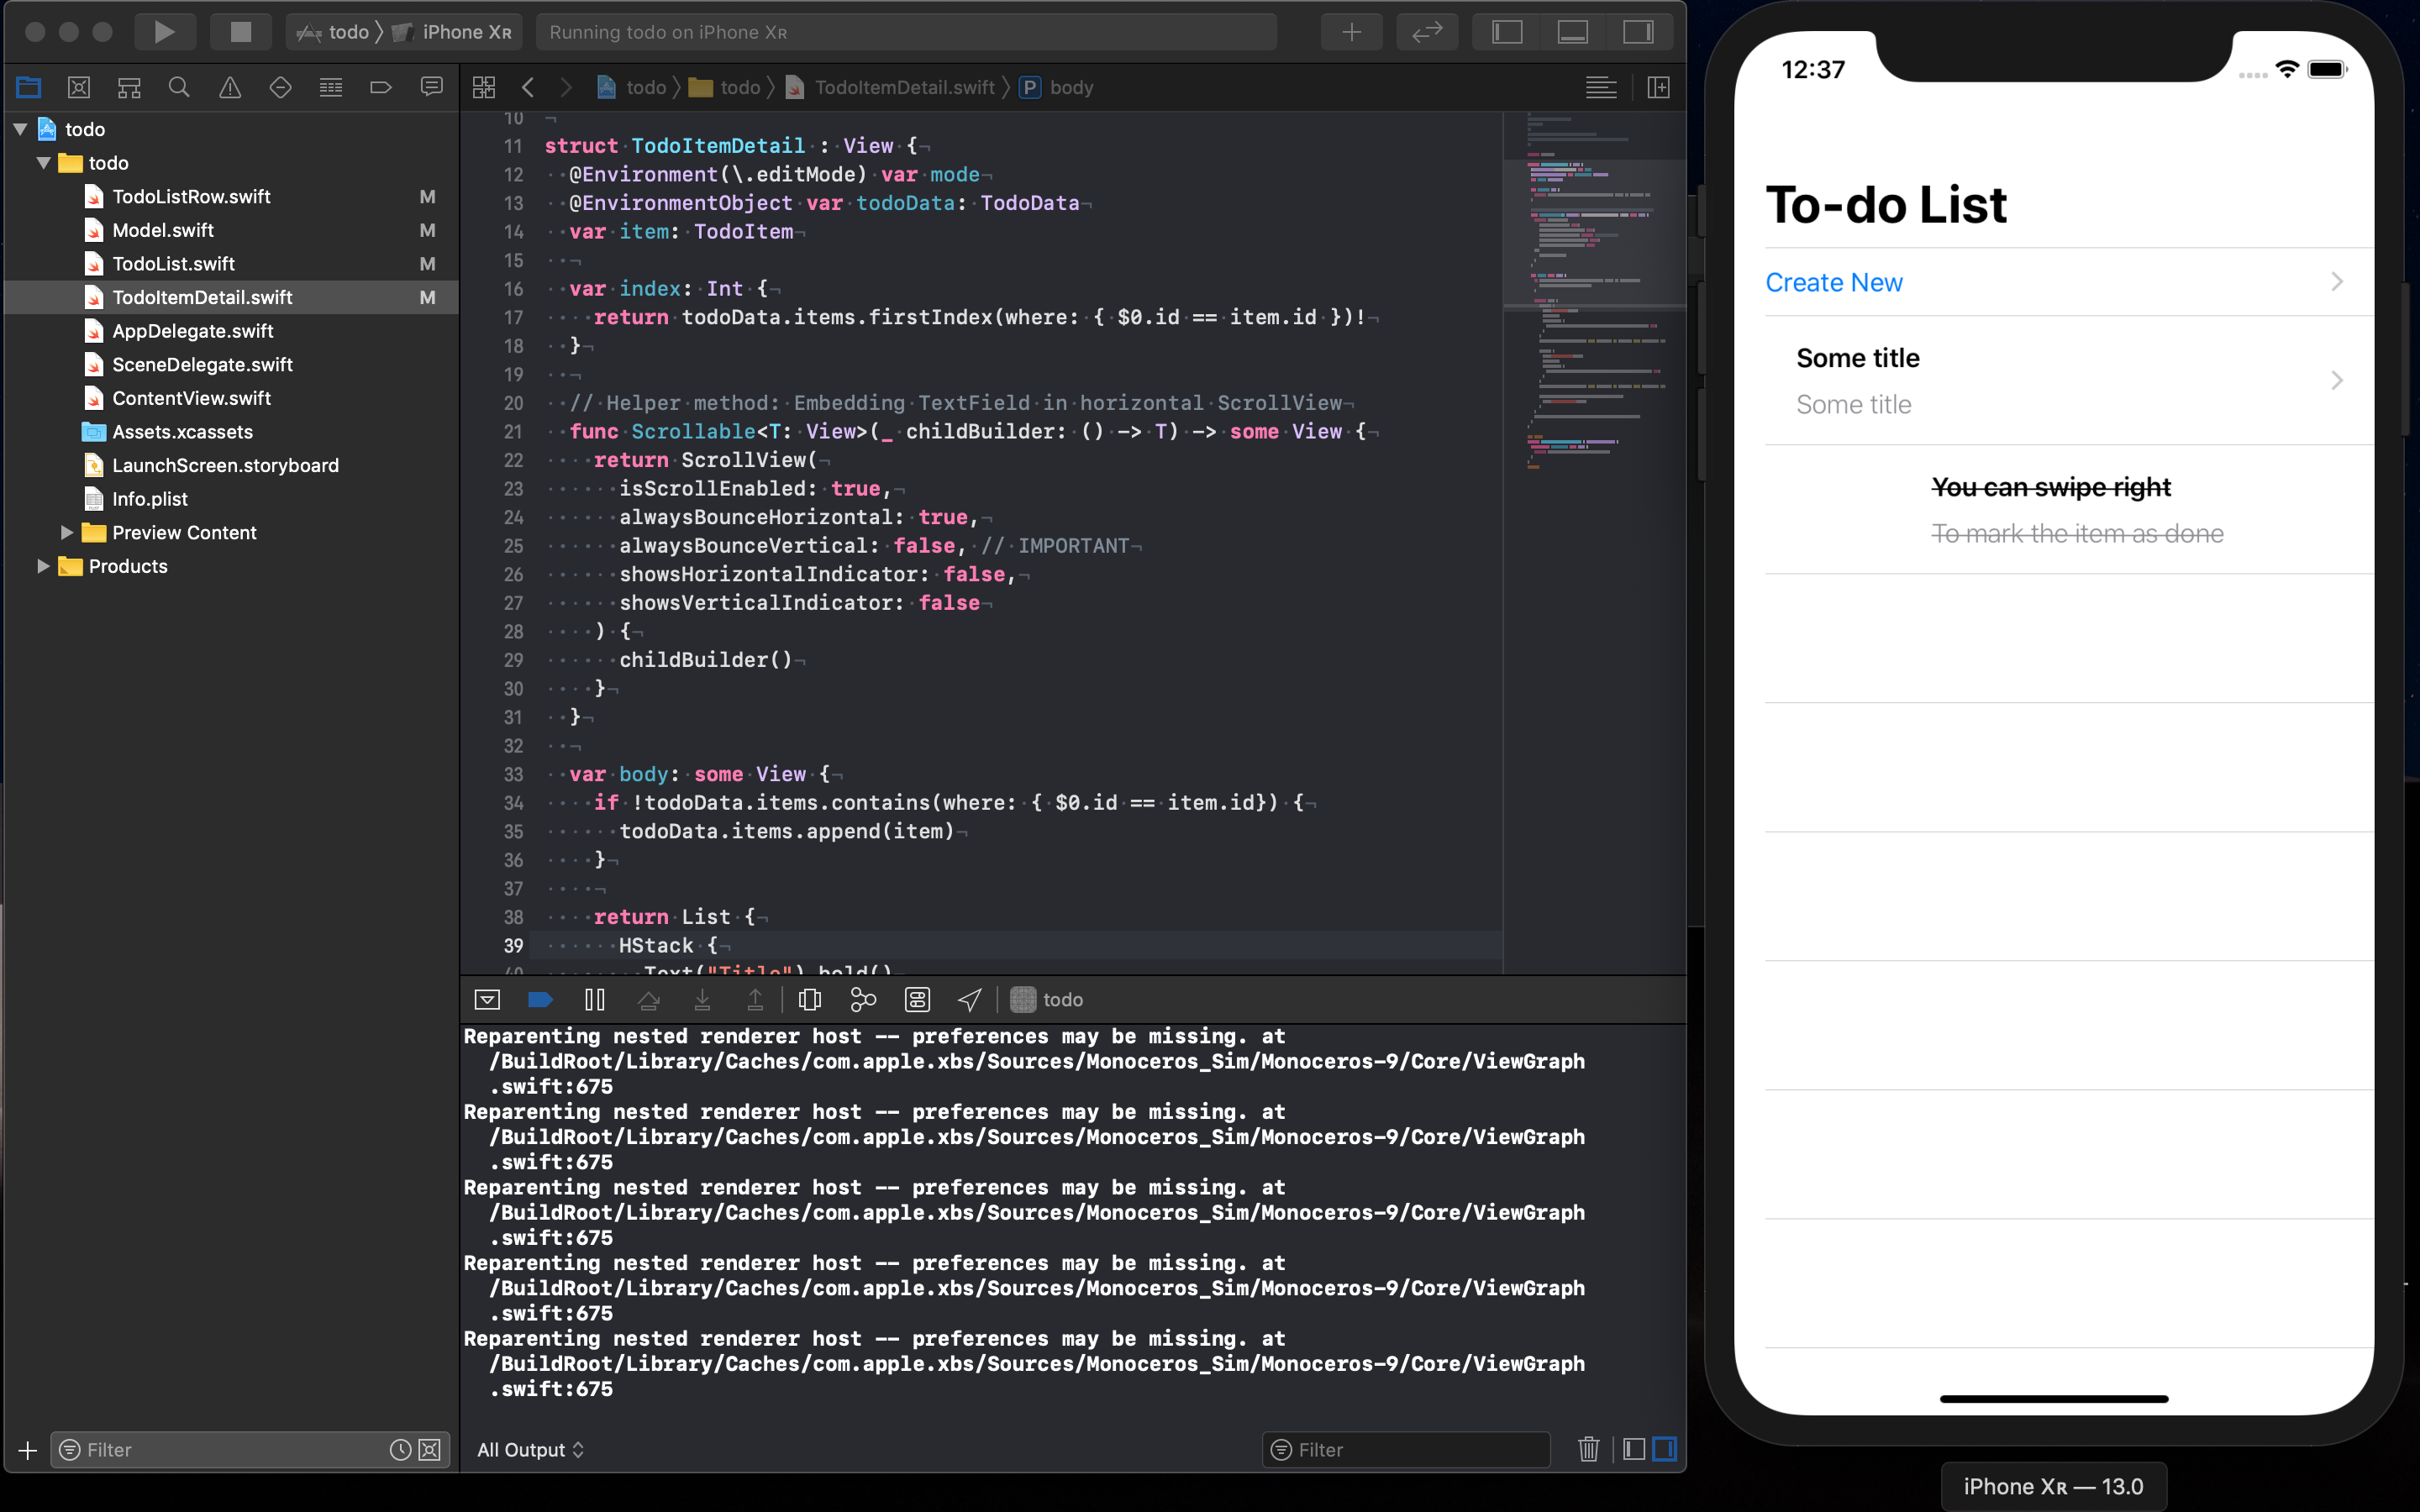 todo 〉 iPhone Xʀ
Running todo on iPhone Xʀ
todo 〉 todo 〉 TodoItemDetail.swift 〉 P body
todo
todo
TodoListRow.swift M
Model.swift M
TodoList.swift M
TodoItemDetail.swift M
AppDelegate.swift
SceneDelegate.swift
ContentView.swift
Assets.xcassets
LaunchScreen.storyboard
Info.plist
Preview Content
Products
Filter
10
11 struct TodoItemDetail : View {
12 @Environment(\.editMode) var mode
13 @EnvironmentObject var todoData: TodoData
14 var item: TodoItem
15
16 var index: Int {
17 return todoData.items.firstIndex(where: { $0.id == item.id })!
18 }
19
20 // Helper method: Embedding TextField in horizontal ScrollView
21 func Scrollable<T: View>(_ childBuilder: () -> T) -> some View {
22 return ScrollView(
23 isScrollEnabled: true,
24 alwaysBounceHorizontal: true,
25 alwaysBounceVertical: false, // IMPORTANT
26 showsHorizontalIndicator: false,
27 showsVerticalIndicator: false
28 ) {
29 childBuilder()
30 }
31 }
32
33 var body: some View {
34 if !todoData.items.contains(where: { $0.id == item.id}) {
35 todoData.items.append(item)
36 }
37
38 return List {
39 HStack {
40 Text("Title").bold()
todo
Reparenting nested renderer host -- preferences may be missing. at
/BuildRoot/Library/Caches/com.apple.xbs/Sources/Monoceros_Sim/Monoceros-9/Core/ViewGraph
.swift:675
Reparenting nested renderer host -- preferences may be missing. at
/BuildRoot/Library/Caches/com.apple.xbs/Sources/Monoceros_Sim/Monoceros-9/Core/ViewGraph
.swift:675
Reparenting nested renderer host -- preferences may be missing. at
/BuildRoot/Library/Caches/com.apple.xbs/Sources/Monoceros_Sim/Monoceros-9/Core/ViewGraph
.swift:675
Reparenting nested renderer host -- preferences may be missing. at
/BuildRoot/Library/Caches/com.apple.xbs/Sources/Monoceros_Sim/Monoceros-9/Core/ViewGraph
.swift:675
Reparenting nested renderer host -- preferences may be missing. at
/BuildRoot/Library/Caches/com.apple.xbs/Sources/Monoceros_Sim/Monoceros-9/Core/ViewGraph
.swift:675
All Output
Filter
12:37
To-do List
Create New
Some title
Some title
You can swipe right
To mark the item as done
iPhone Xʀ — 13.0